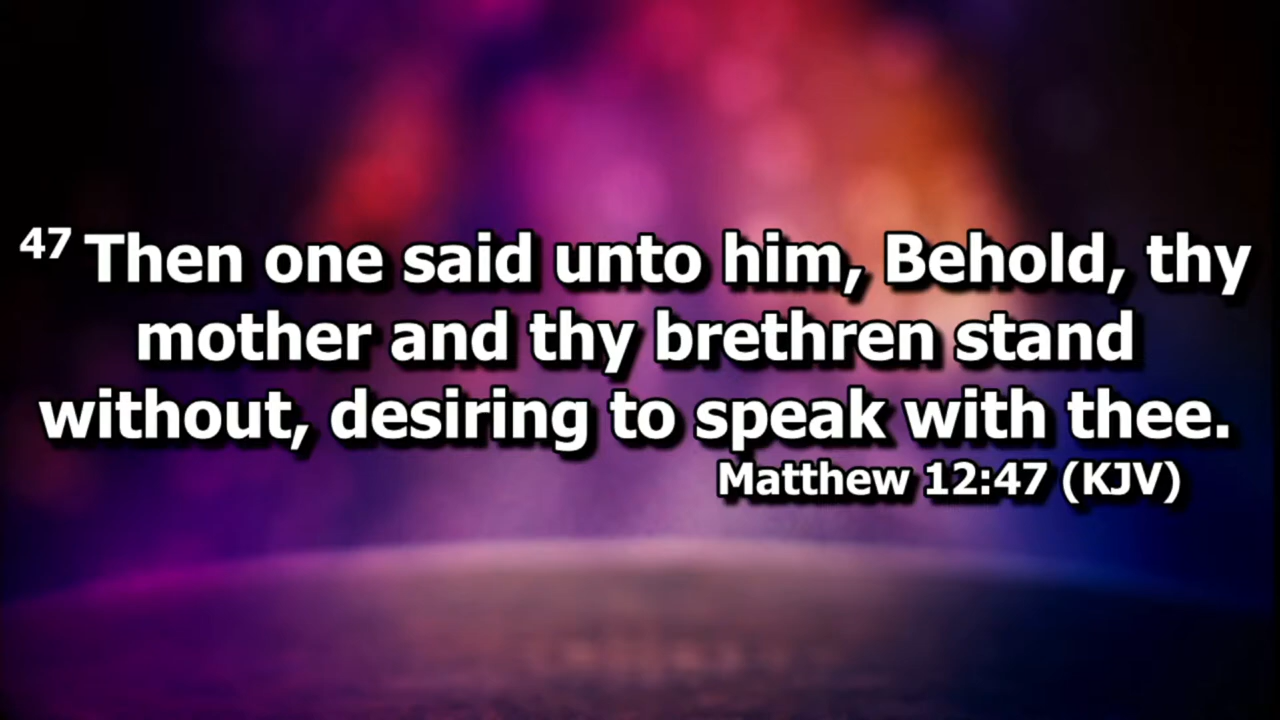 47 Then one said unto him, Behold, thy
mother and thy brethren stand
without, desiring to speak with thee.
Matthew 12:47 (KJV)